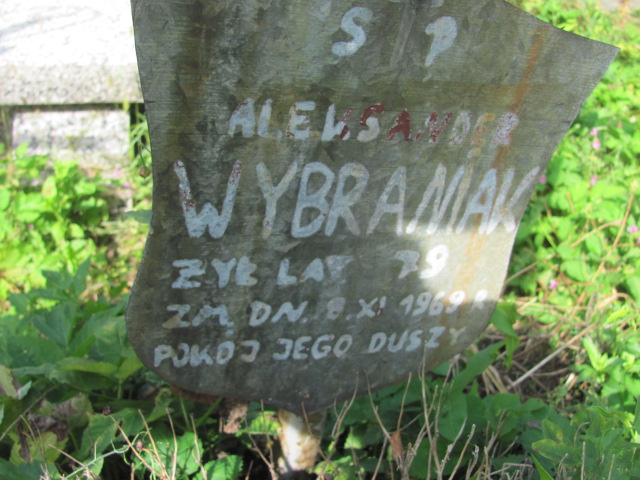 S P
ALEKSANDER
WYBRANIAK
ŻYŁ LAT 79
ZM. DN. 8 XI 1969 R
POKÓJ JEGO DUSZY